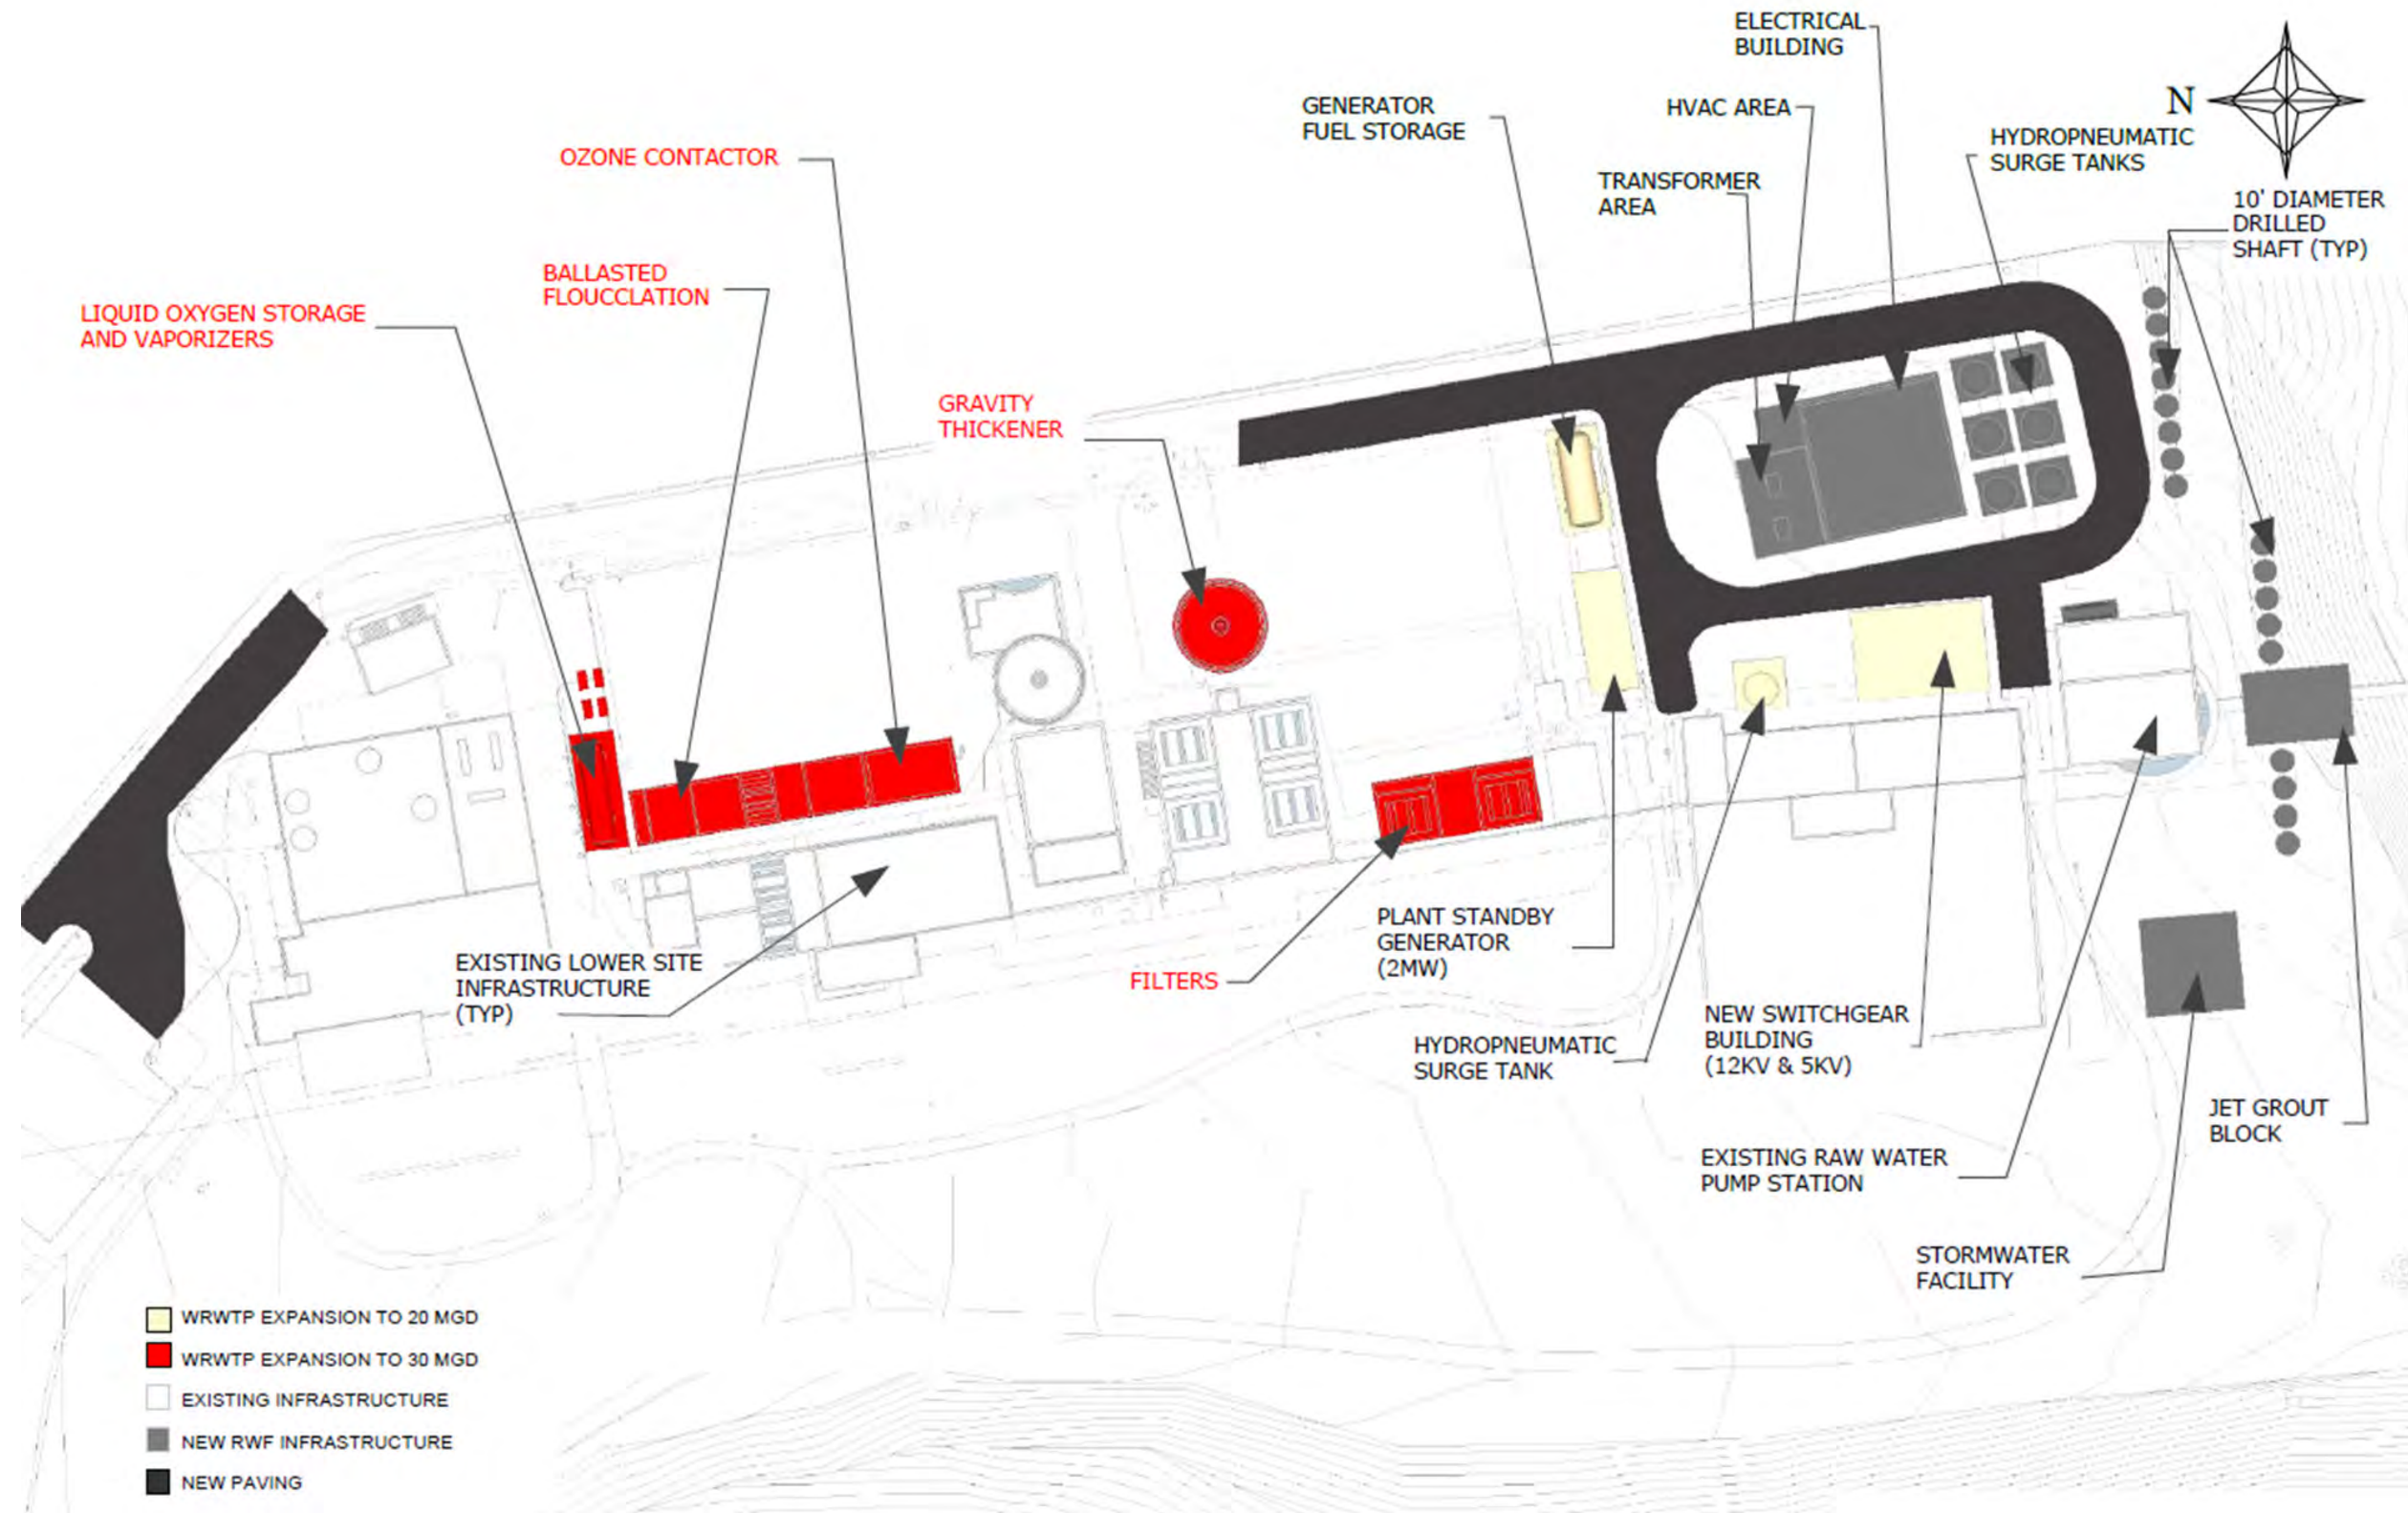 ELECTRICAL
BUILDING
N
GENERATOR
FUEL STORAGE
HVAC AREA
HYDROPNEUMATIC
SURGE TANKS
OZONE CONTACTOR
TRANSFORMER
AREA
10' DIAMETER
DRILLED
SHAFT (TYP)
BALLASTED
FLOUCCLATION
LIQUID OXYGEN STORAGE
AND VAPORIZERS
GRAVITY
THICKENER
EXISTING LOWER SITE
INFRASTRUCTURE
(TYP)
FILTERS
PLANT STANDBY
GENERATOR
(2MW)
HYDROPNEUMATIC
SURGE TANK
NEW SWITCHGEAR
BUILDING
(12KV & 5KV)
JET GROUT
BLOCK
EXISTING RAW WATER
PUMP STATION
STORMWATER
FACILITY
WRWTP EXPANSION TO 20 MGD
WRWTP EXPANSION TO 30 MGD
EXISTING INFRASTRUCTURE
NEW RWF INFRASTRUCTURE
NEW PAVING